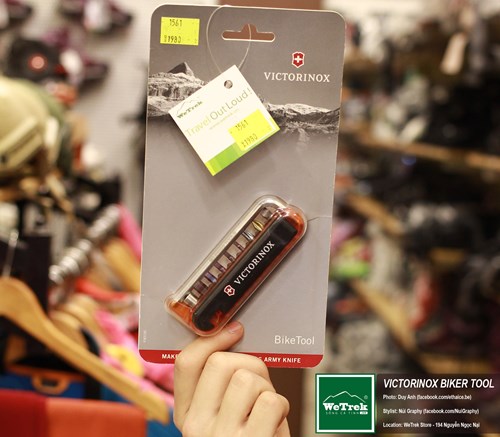 1561
31983
VICTORINOX
WeTrek
Travel Out Loud!
1561
VICTORINOX
BikeTool
ARMY KNIFE
WeTrek
VICTORINOX BIKER TOOL
Photo: Duy Anh (facebook.com/ethaice.be)
Stylist: Núi Graphy (facebook.com/NuiGraphy)
Location: WeTrek Store - 194 Nguyễn Ngọc Nại